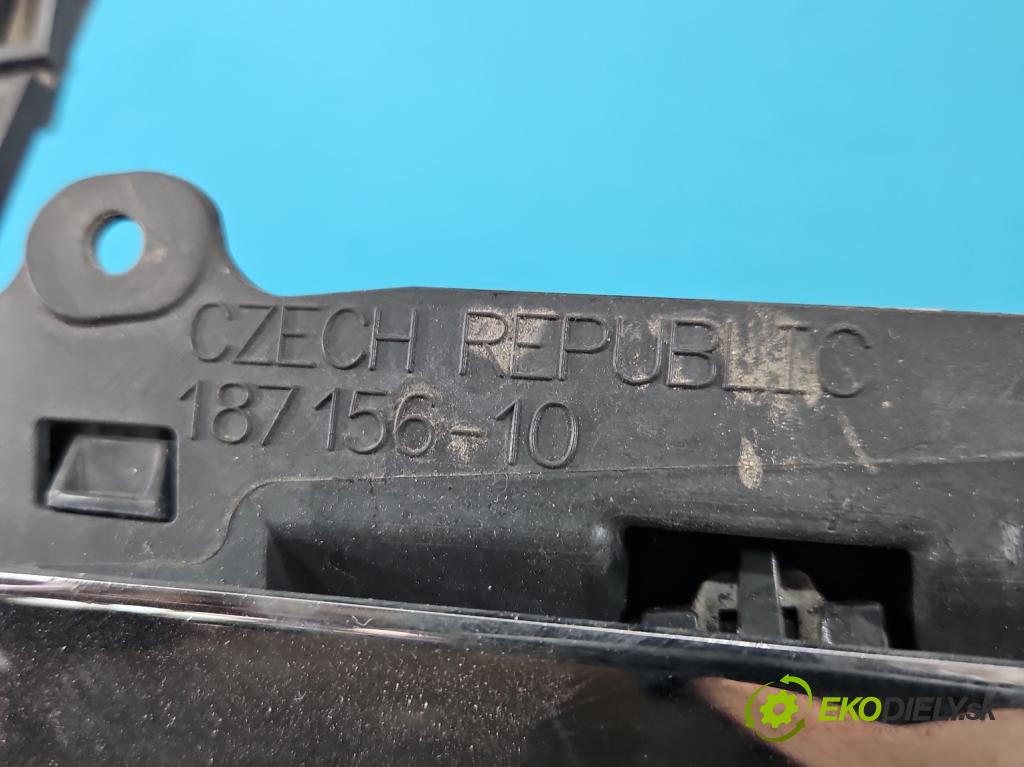 CZECH REPUBLIC
187156-10
EKODIELY.sk